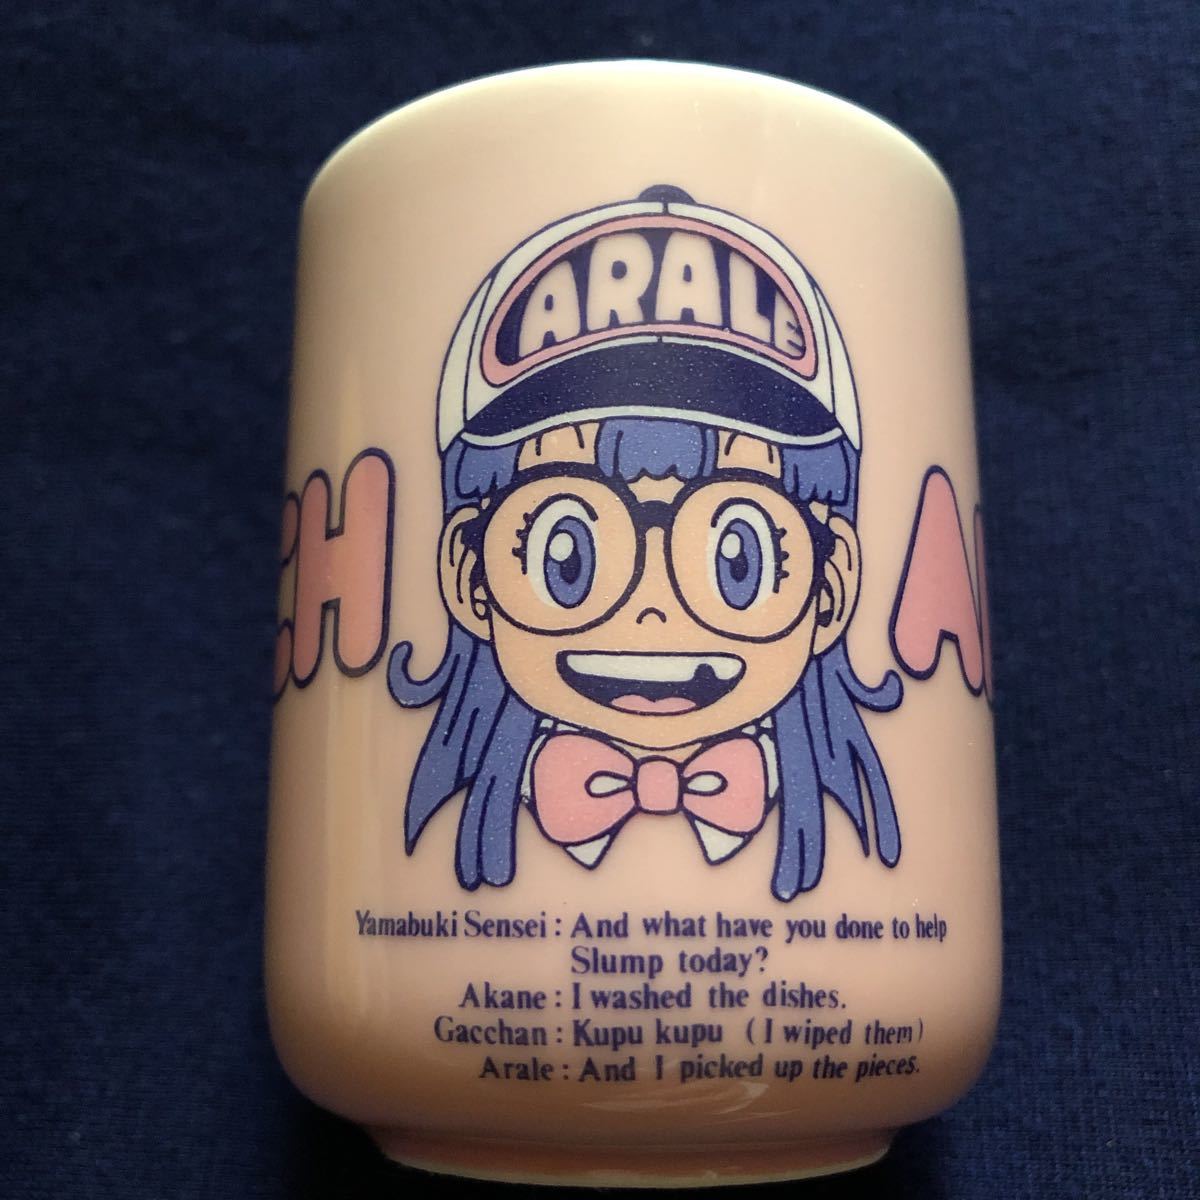 ARALE
CH
Yamabuki Sensei : And what have you done to help
Slump today?
Akane : I washed the dishes.
Gacchan : Kupu kupu ( I wiped them )
Arale : And I picked up the pieces.